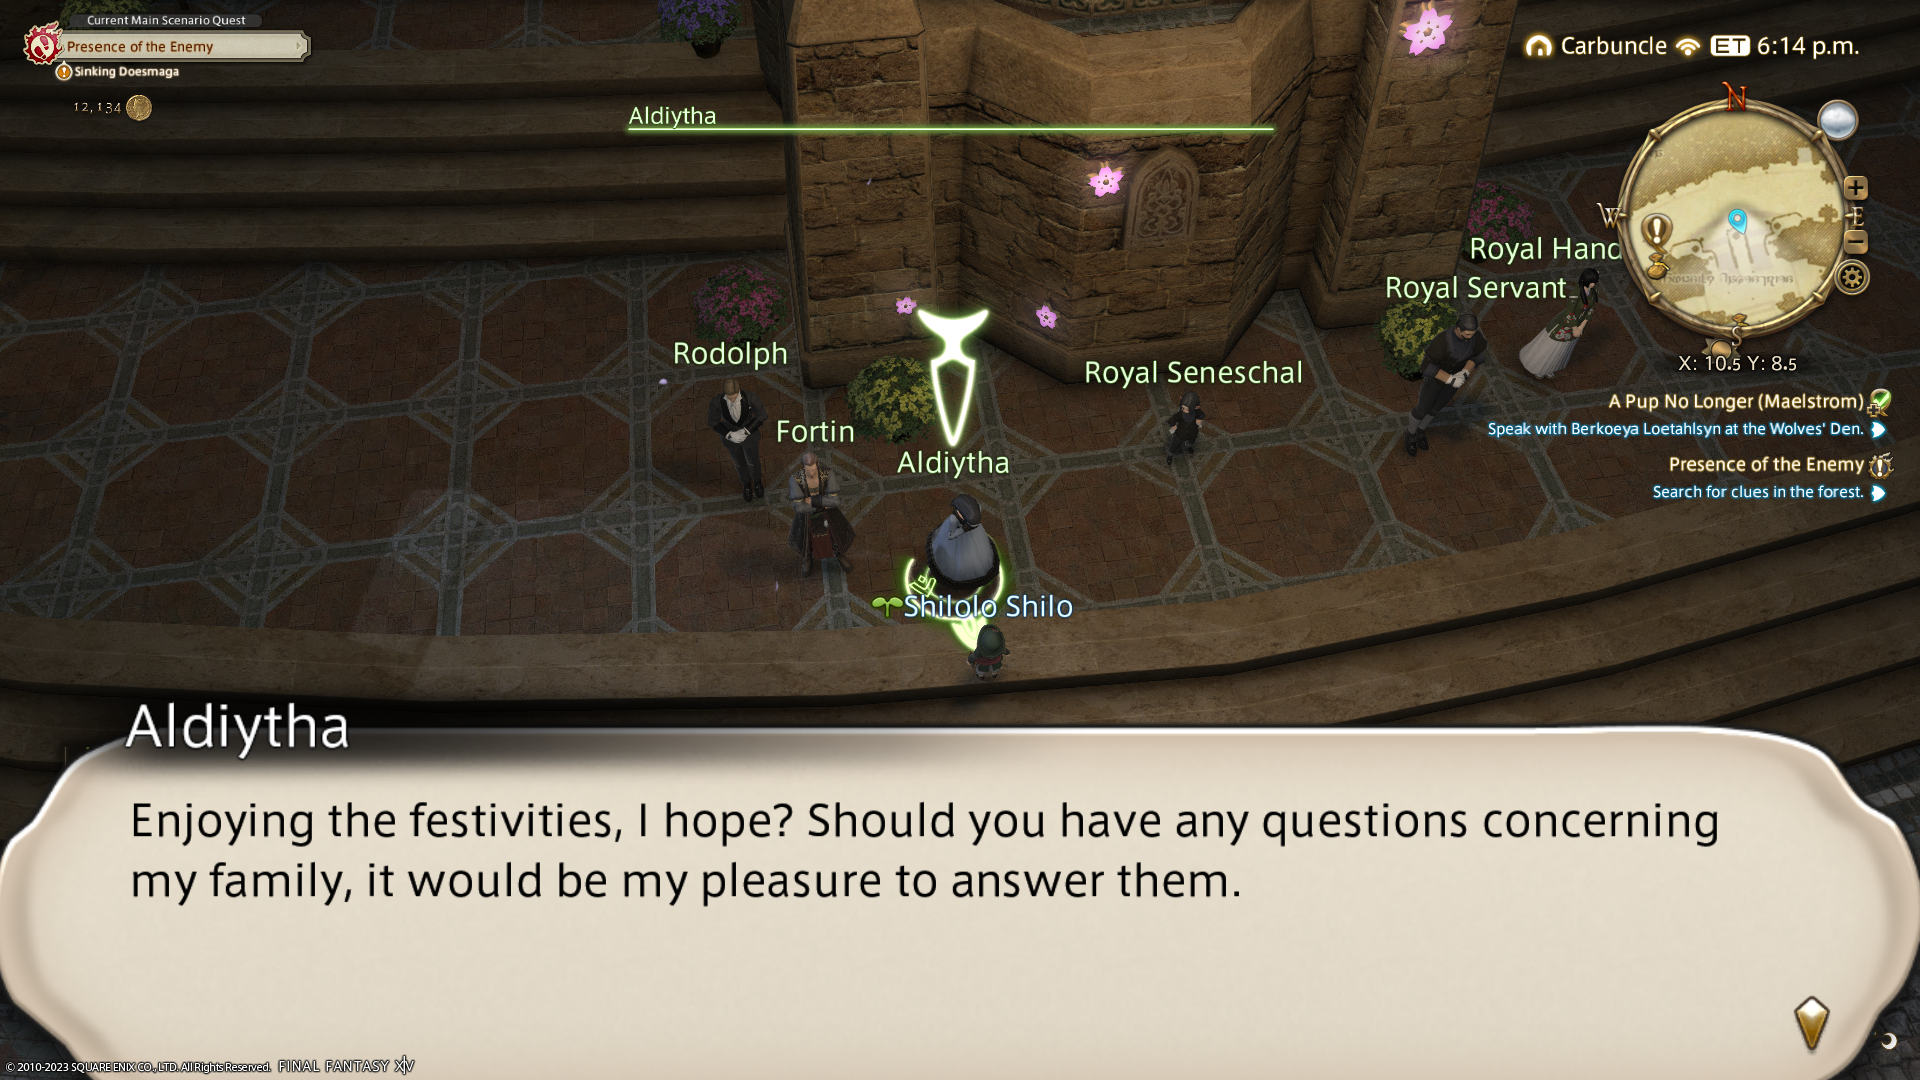 Current Main Scenario Quest
Presence of the Enemy
Sinking Doesmaga
12,134
Carbuncle ET 6:14 p.m.
N
W
E
S
X: 10.5 Y: 8.5
A Pup No Longer (Maelstrom)
Speak with Berkoeya Loetahlsyn at the Wolves' Den.
Presence of the Enemy
Search for clues in the forest.
Aldiytha
Royal Hand
Royal Servant
Rodolph
Royal Seneschal
Fortin
Aldiytha
Shilolo Shilo
Aldiytha
Enjoying the festivities, I hope? Should you have any questions concerning
my family, it would be my pleasure to answer them.
© 2010-2023 SQUARE ENIX CO., LTD. All Rights Reserved. FINAL FANTASY XIV